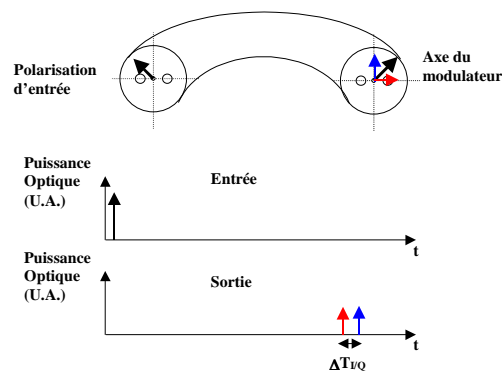 Polarisation
d'entrée
Axe du
modulateur
Puissance
Optique
(U.A.)
Entrée
t
Puissance
Optique
(U.A.)
Sortie
t
ΔT_I/Q